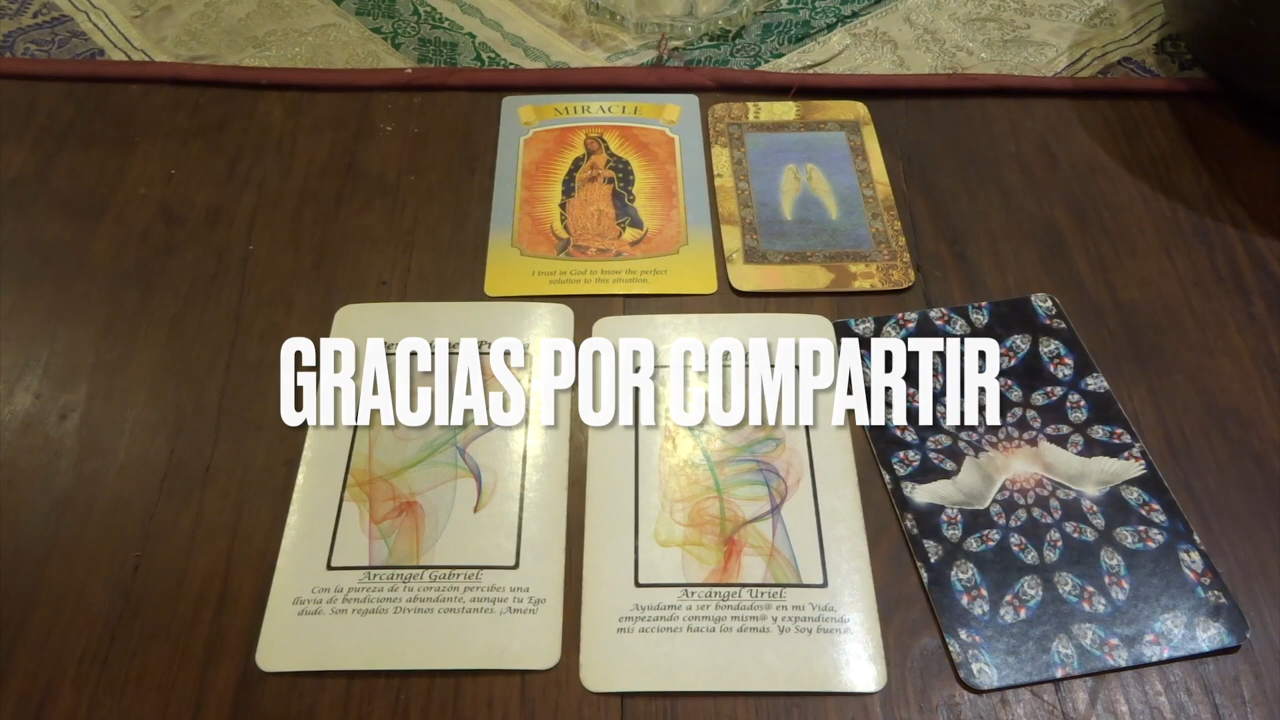 MIRACLE
I trust in God to know the perfect
solution to this situation.
GRACIAS POR COMPARTIR
Arcángel Gabriel:
Con la pureza de tu corazón percibes una
lluvia de bendiciones abundante, aunque tu Ego
dude. Son regalos Divinos constantes. ¡Amén!
Arcángel Uriel:
Ayúdame a ser bondados@ en mi Vida,
empezando conmigo mism@ y expandiendo
mis acciones hacia los demás. Yo Soy buen@.